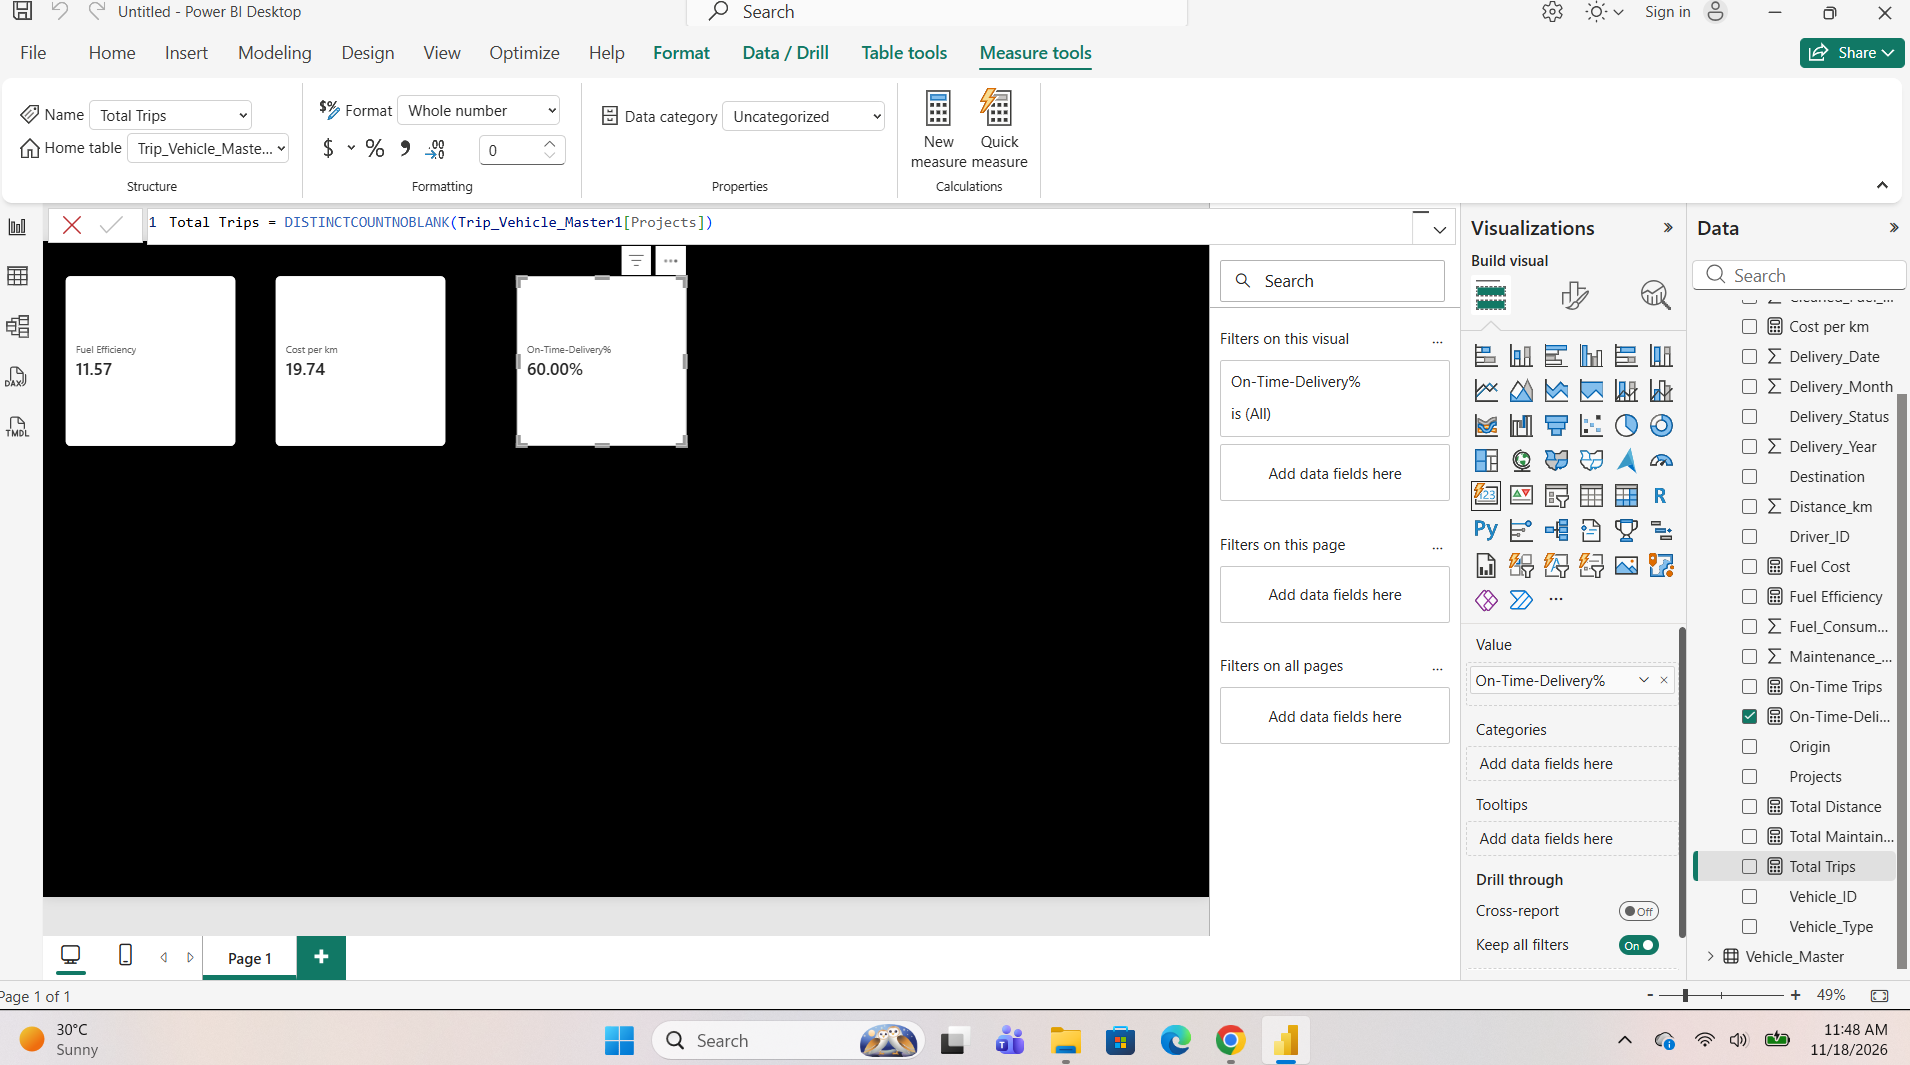 Untitled - Power BI Desktop
Search
Sign in
File Home Insert Modeling Design View Optimize Help Format Data / Drill Table tools Measure tools
Share
Name Total Trips
Home table Trip_Vehicle_Maste...
Structure
Format Whole number
$ % , .00 0
Formatting
Data category Uncategorized
Properties
New measure
Quick measure
Calculations
1 Total Trips = DISTINCTCOUNTNOBLANK(Trip_Vehicle_Master1[Projects])
DAX
TMDL
Fuel Efficiency
11.57
Cost per km
19.74
On-Time-Delivery%
60.00%
Search
Filters on this visual ...
On-Time-Delivery%
is (All)
Add data fields here
Filters on this page ...
Add data fields here
Filters on all pages ...
Add data fields here
Visualizations
Build visual
123
R
Py
...
Value
On-Time-Delivery%
Categories
Add data fields here
Tooltips
Add data fields here
Drill through
Cross-report Off
Keep all filters On
Data
Search
Cost per km
Delivery_Date
Delivery_Month
Delivery_Status
Delivery_Year
Destination
Distance_km
Driver_ID
Fuel Cost
Fuel Efficiency
Fuel_Consum...
Maintenance_...
On-Time Trips
On-Time-Deli...
Origin
Projects
Total Distance
Total Maintain...
Total Trips
Vehicle_ID
Vehicle_Type
Vehicle_Master
Page 1
Page 1 of 1
- + 49%
30°C
Sunny
Search
11:48 AM
11/18/2026